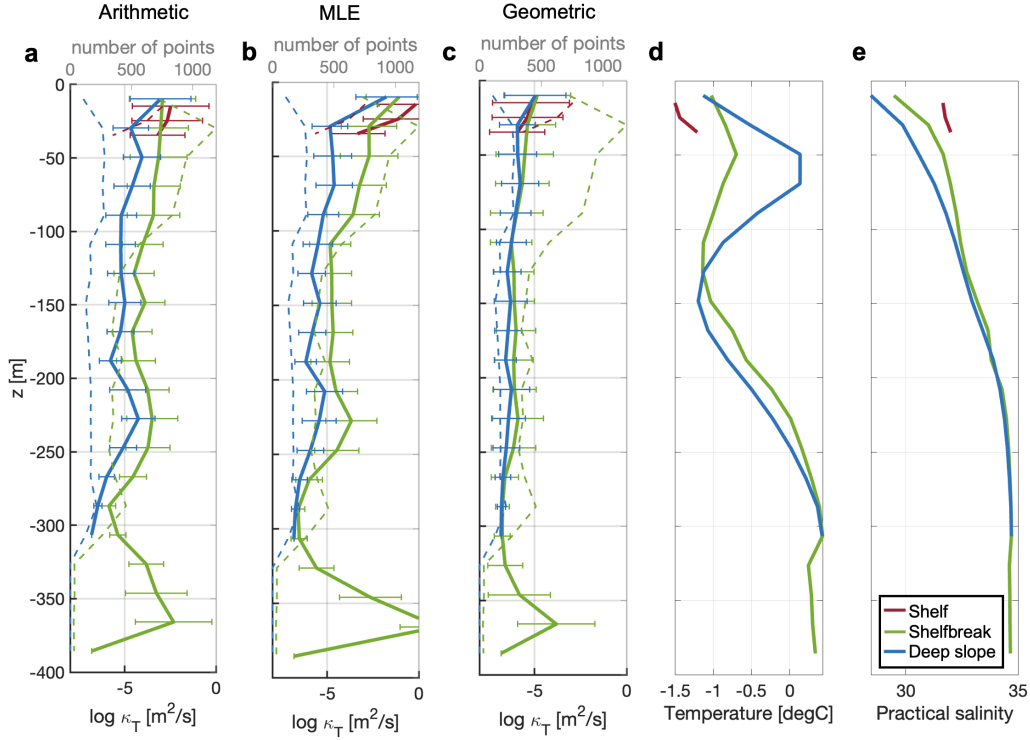 Arithmetic
MLE
Geometric
a
number of points
b
number of points
c
number of points
d
e
0 500 1000
0 500 1000
0 500 1000
0
-50
-100
-150
-200
-250
-300
-350
-400
z [m]
-5 0
-5 0
-5 0
-1.5 -1 -0.5 0
30 35
log κT [m²/s]
log κT [m²/s]
log κT [m²/s]
Temperature [degC]
Practical salinity
Shelf
Shelfbreak
Deep slope